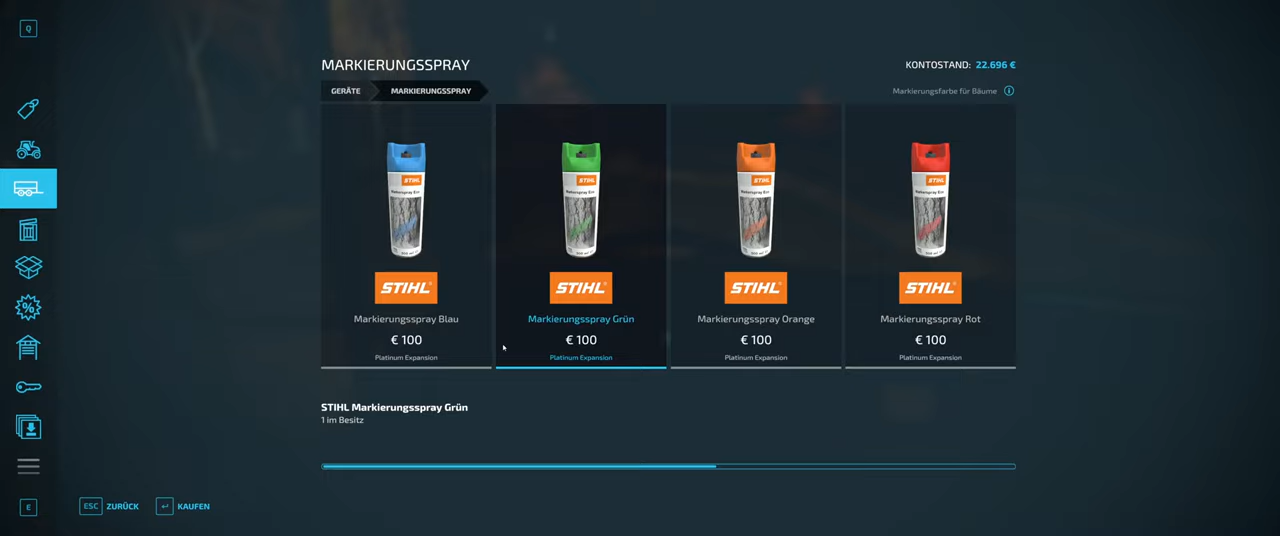 Q
MARKIERUNGSSPRAY
KONTOSTAND: 22.696 €
GERÄTE
MARKIERUNGSSPRAY
Markierungsfarbe für Bäume
STIHL
STIHL
STIHL
STIHL
Markierspray Eco
STIHL
STIHL
STIHL
STIHL
Markierungsspray Blau
Markierungsspray Grün
Markierungsspray Orange
Markierungsspray Rot
€ 100
€ 100
€ 100
€ 100
Platinum Expansion
Platinum Expansion
Platinum Expansion
Platinum Expansion
STIHL Markierungsspray Grün
1 im Besitz
E
ESC ZURÜCK
KAUFEN